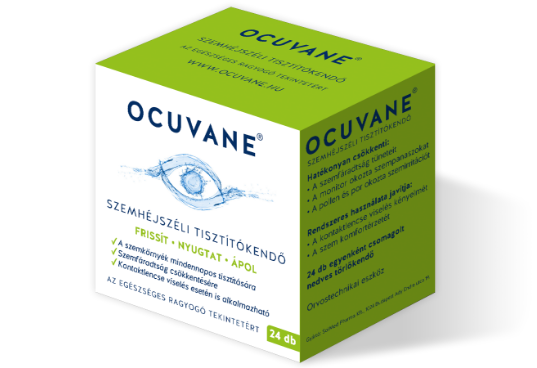 OCUVANE®
SZEMHÉJSZÉLI TISZTÍTÓKENDŐ
AZ EGÉSZSÉGES RAGYOGÓ TEKINTETÉRT
WWW.OCUVANE.HU
OCUVANE®
SZEMHÉJSZÉLI TISZTÍTÓKENDŐ
FRISSÍT • NYUGTAT • ÁPOL
✓A szemkörnyék mindennapos tisztítására
✓Szemfáradtság csökkentésére
✓Kontaktlencse viselés esetén is alkalmazható
AZ EGÉSZSÉGES RAGYOGÓ TEKINTETÉRT
24 db
OCUVANE®
SZEMHÉJSZÉLI TISZTÍTÓKENDŐ
Hatékonyan csökkenti:
• A szemfáradtság tüneteit
• A monitor okozta szempanaszokat
• A pollen és por okozta szemirritációt
Rendszeres használata javítja:
• A kontaktlencse viselés kényelmét
• A szem komfortérzetét
24 db egyenként csomagolt
nedves törlőkendő
Orvostechnikai eszköz